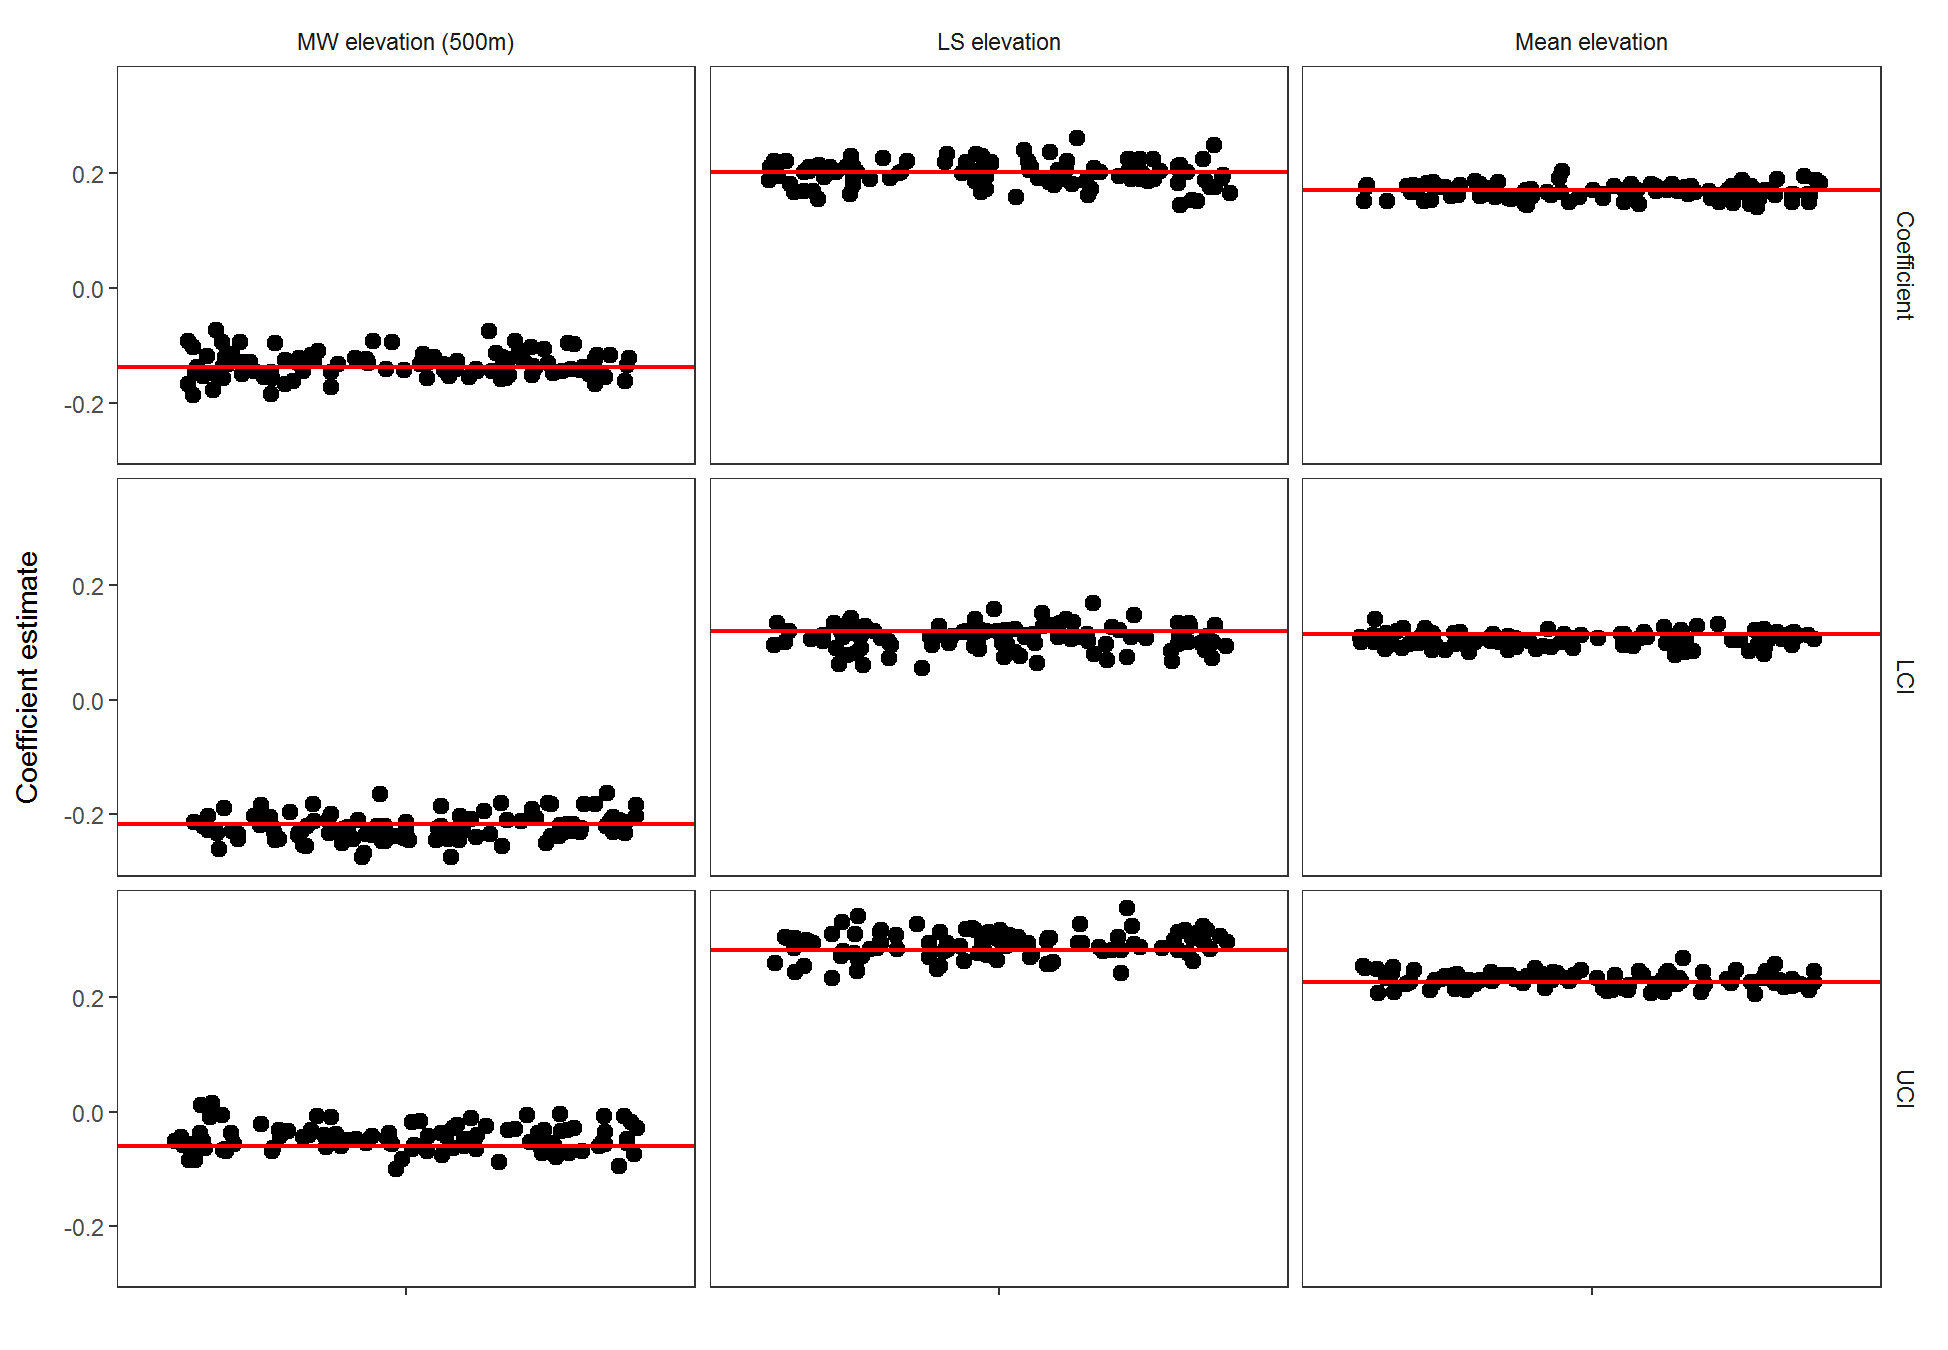 MW elevation (500m)
LS elevation
Mean elevation
0.2
0.0
-0.2
Coefficient
Coefficient estimate
0.2
0.0
-0.2
LCI
0.2
0.0
-0.2
UCI